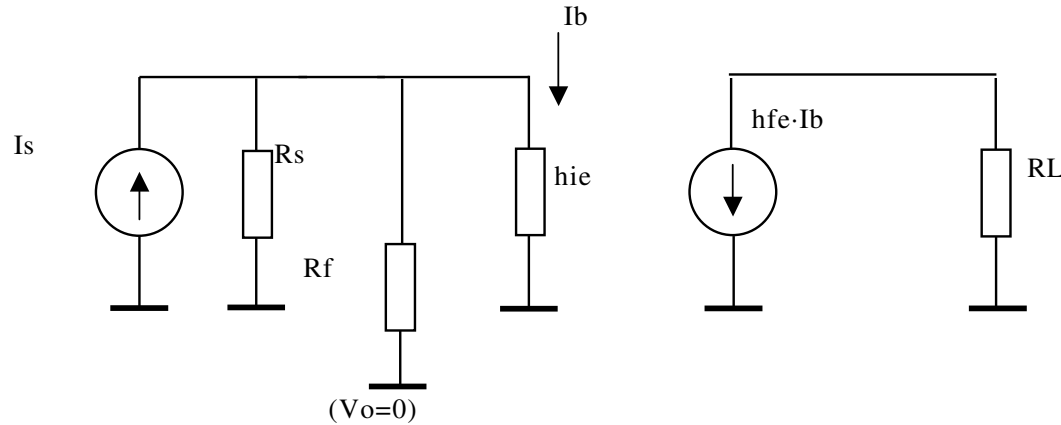 Ib
Is
Rs
hie
hfe·Ib
RL
Rf
(Vo=0)